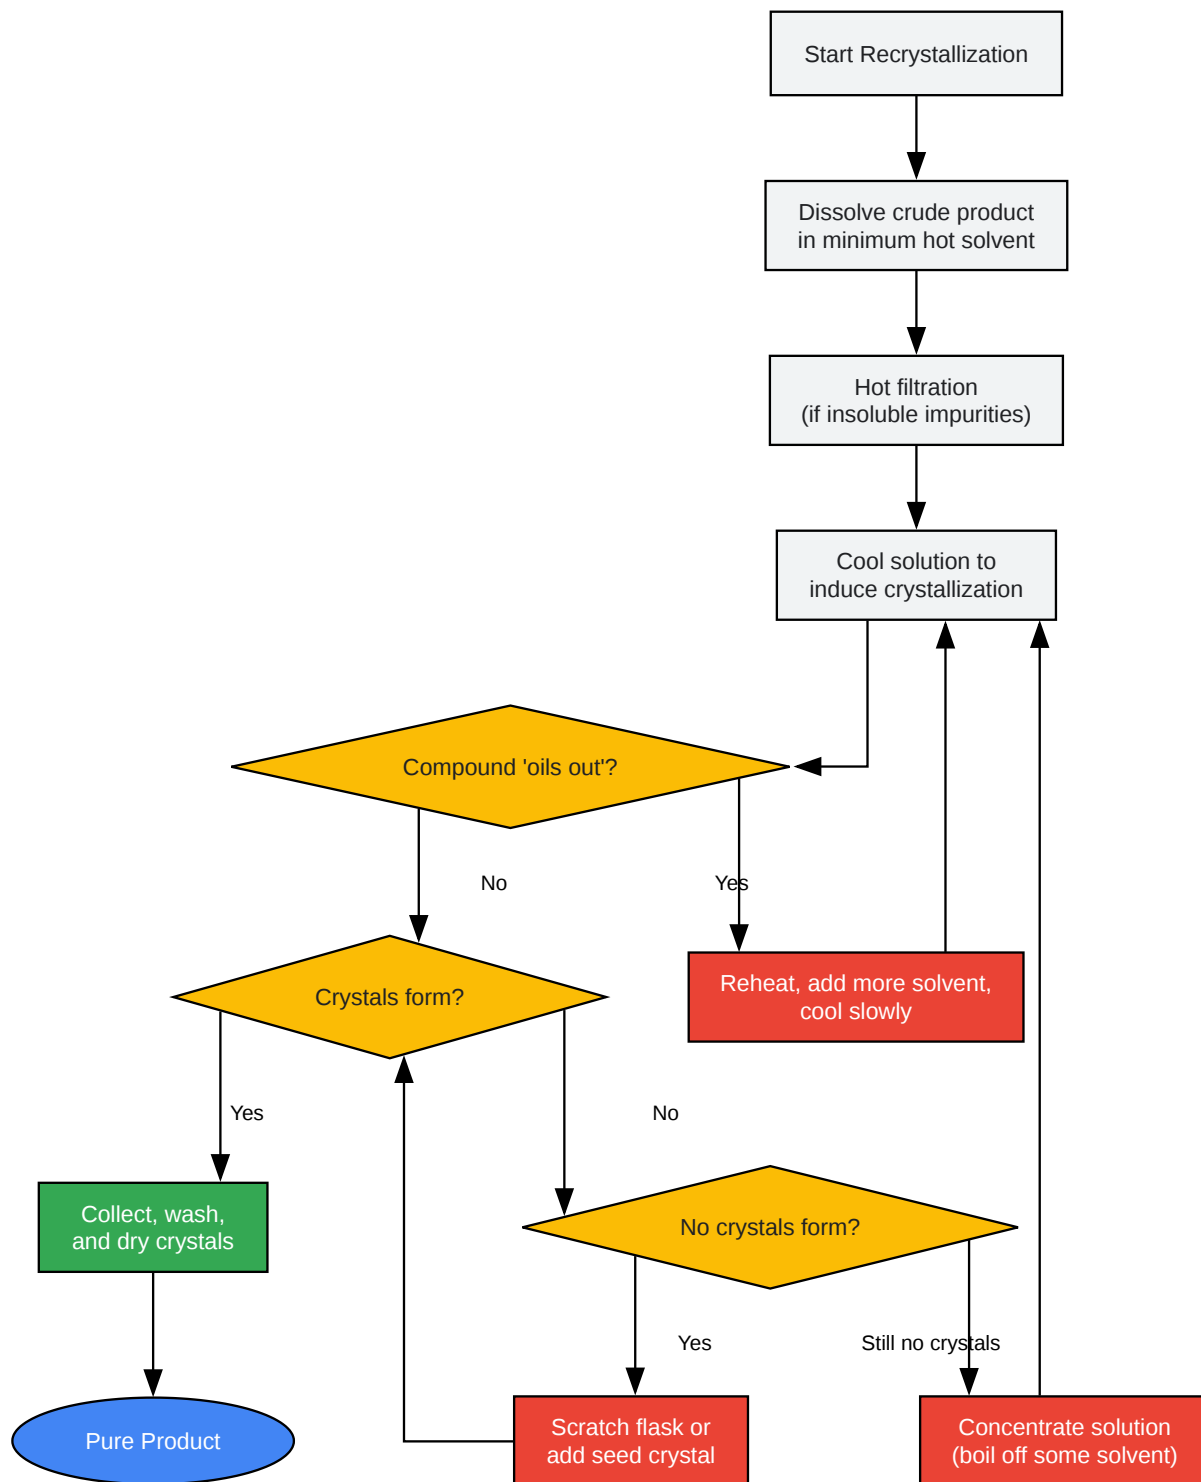 Start Recrystallization
Dissolve crude product
in minimum hot solvent
Hot filtration
(if insoluble impurities)
Cool solution to
induce crystallization
Compound 'oils out'?
No
Yes
Crystals form?
Reheat, add more solvent,
cool slowly
Yes
No
Collect, wash,
and dry crystals
No crystals form?
Yes
Still no crystals
Pure Product
Scratch flask or
add seed crystal
Concentrate solution
(boil off some solvent)